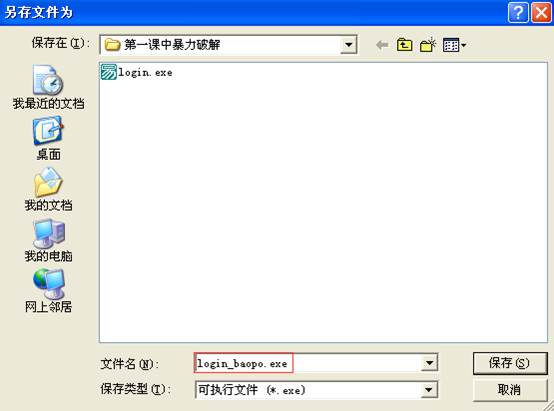 另存文件为
保存在(I): 第一课中暴力破解
login.exe
我最近的文档
桌面
我的文档
我的电脑
网上邻居
文件名(N): login_baopo.exe 保存(S)
保存类型(T): 可执行文件 (*.exe) 取消